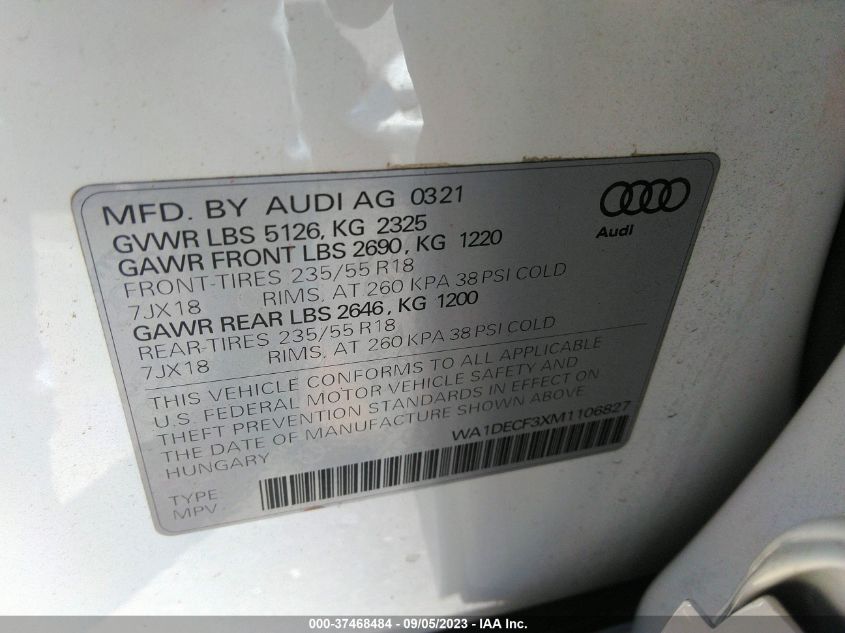 MFD. BY AUDI AG 0321
GVWR LBS 5126, KG 2325
GAWR FRONT LBS 2690, KG 1220
FRONT-TIRES 235/55 R18
7JX18 RIMS, AT 260 KPA 38 PSI COLD
GAWR REAR LBS 2646, KG 1200
REAR-TIRES 235/55 R18
7JX18 RIMS, AT 260 KPA 38 PSI COLD
THIS VEHICLE CONFORMS TO ALL APPLICABLE
U.S. FEDERAL MOTOR VEHICLE SAFETY AND
THEFT PREVENTION STANDARDS IN EFFECT ON
THE DATE OF MANUFACTURE SHOWN ABOVE.
HUNGARY WA1DECF3XM1106827
TYPE
MPV
Audi
000-37468484 - 09/05/2023 - IAA Inc.